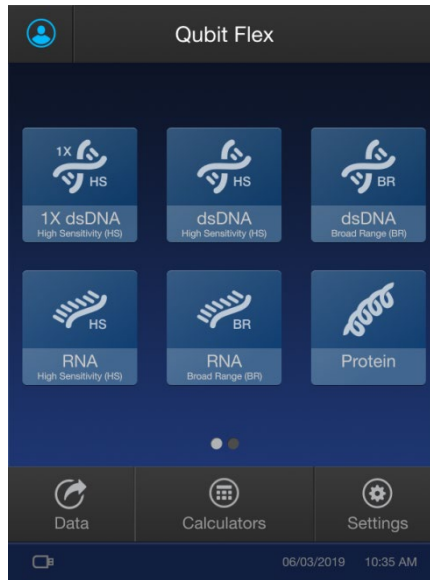 Qubit Flex
1X
HS
HS
BR
1X dsDNA
High Sensitivity (HS)
dsDNA
High Sensitivity (HS)
dsDNA
Broad Range (BR)
HS
BR
RNA
High Sensitivity (HS)
RNA
Broad Range (BR)
Protein
Data
Calculators
Settings
06/03/2019 10:35 AM